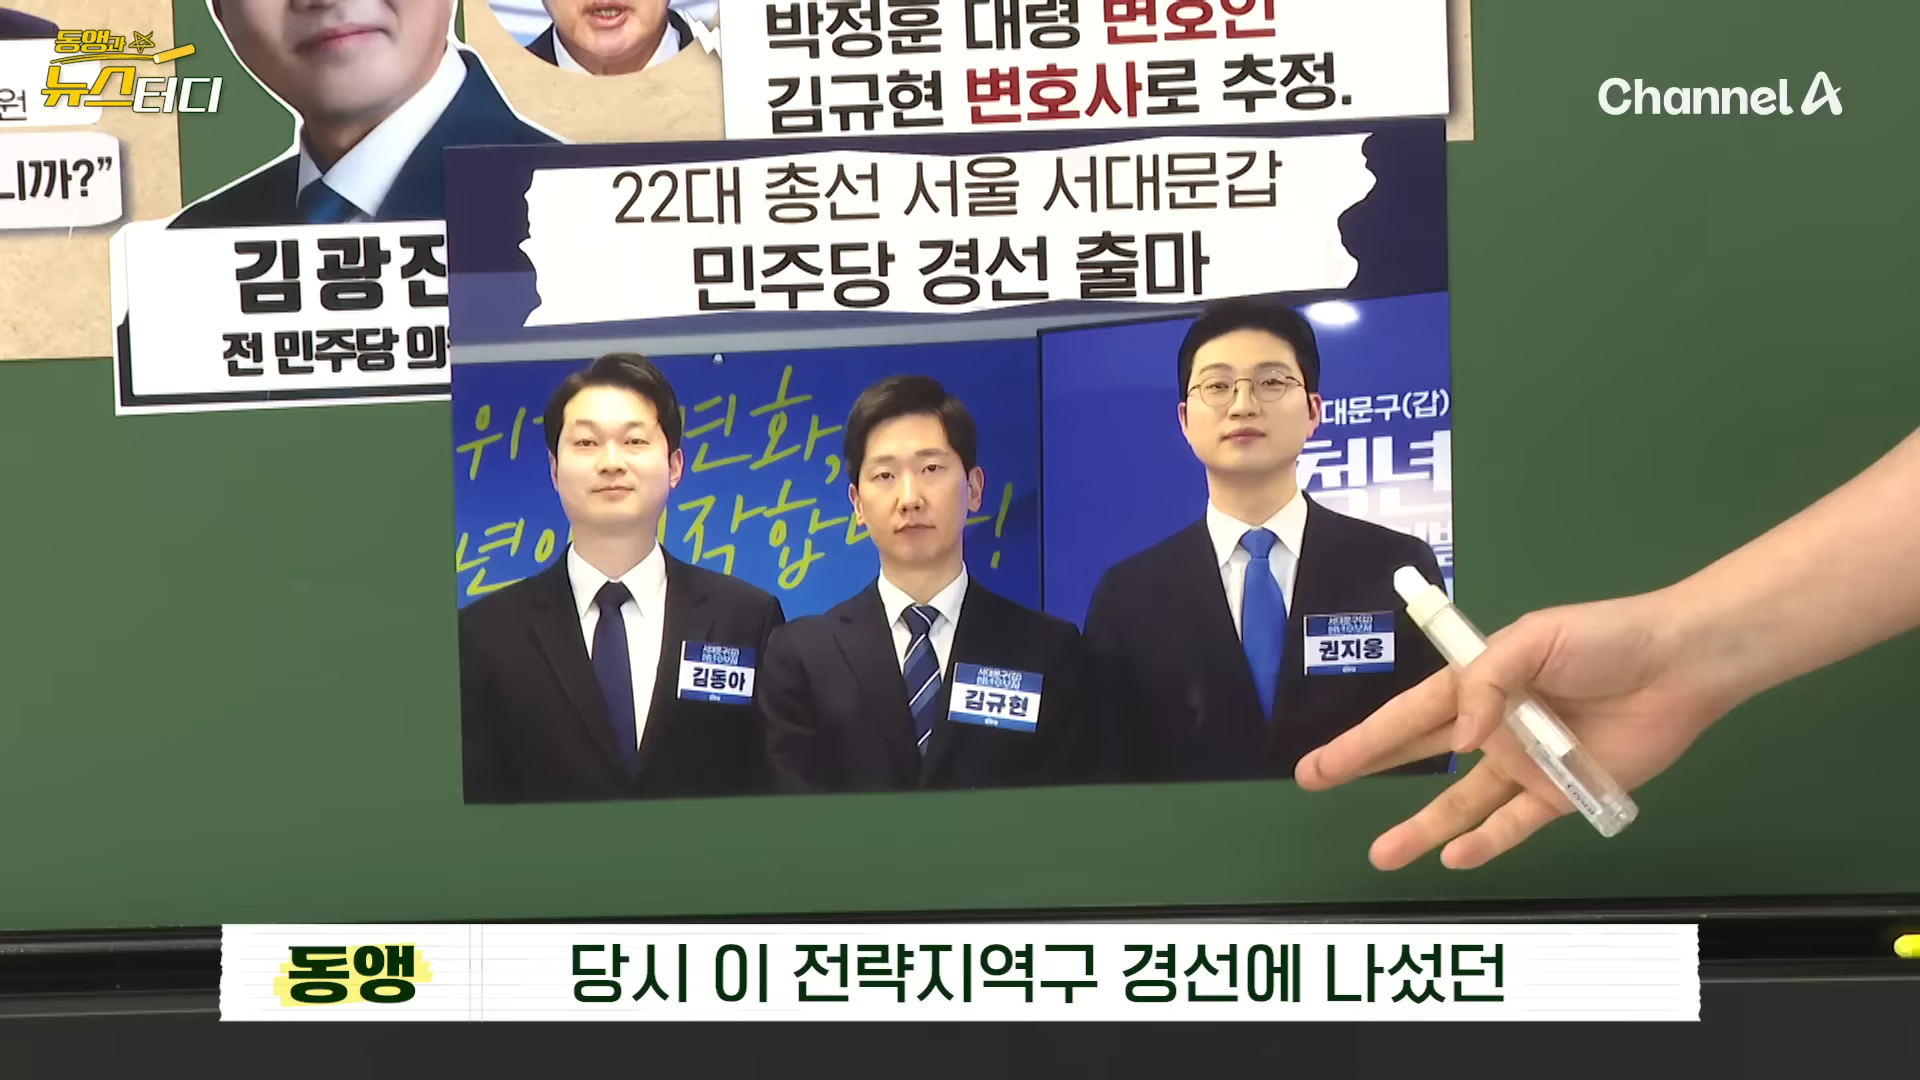 동앵과
뉴스터디
Channel A
원
니까?"
박정훈 대령 변호인
김규현 변호사로 추정.
김광진
전 민주당 의
22대 총선 서울 서대문갑
민주당 경선 출마
대문구(갑)
청년
김동아
김규현
권지웅
동앵
당시 이 전략지역구 경선에 나섰던